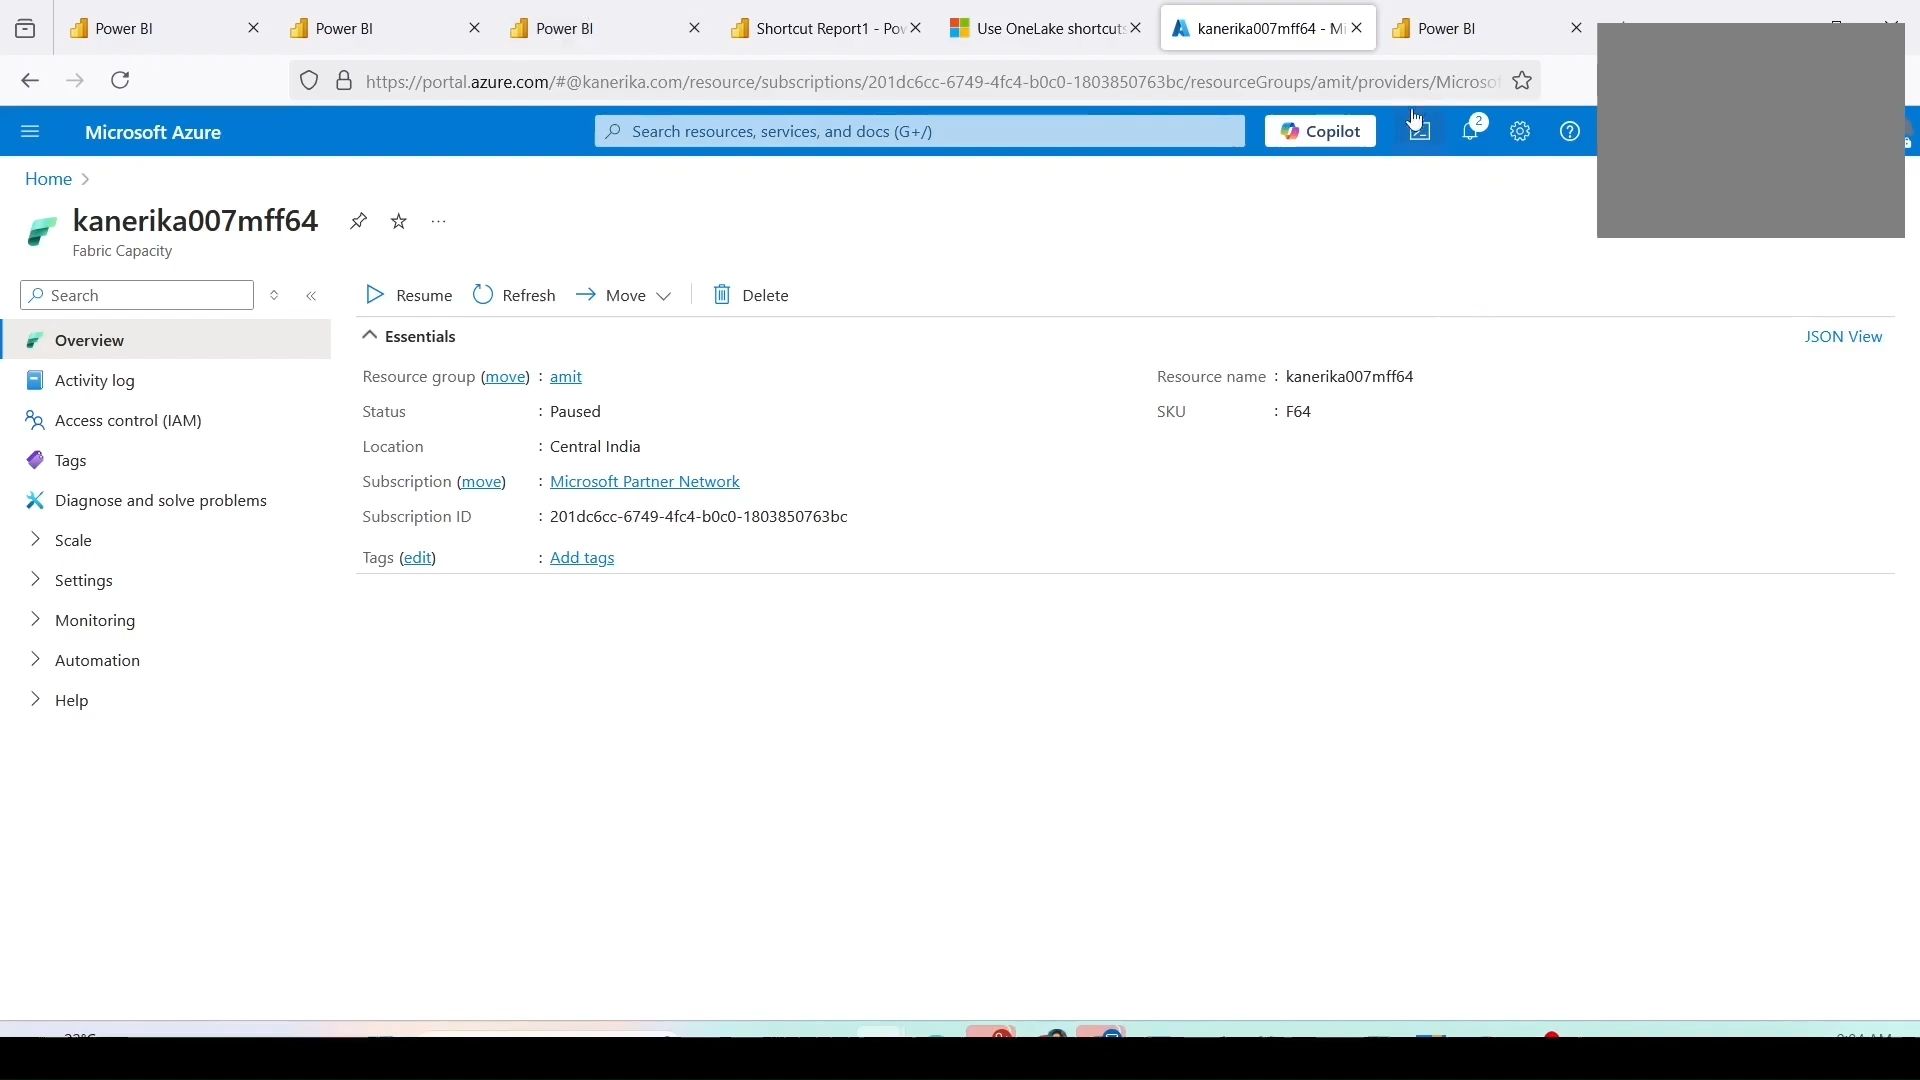 Power BI
Power BI
Power BI
Shortcut Report1 - Pow
Use OneLake shortcuts
kanerika007mff64 - Mi
Power BI
https://portal.azure.com/#@kanerika.com/resource/subscriptions/201dc6cc-6749-4fc4-b0c0-1803850763bc/resourceGroups/amit/providers/Microsof
Microsoft Azure
Search resources, services, and docs (G+/)
Copilot
2
Home
kanerika007mff64
Fabric Capacity
Search
Resume
Refresh
Move
Delete
Overview
Activity log
Access control (IAM)
Tags
Diagnose and solve problems
Scale
Settings
Monitoring
Automation
Help
Essentials
JSON View
Resource group (move) : amit
Status : Paused
Location : Central India
Subscription (move) : Microsoft Partner Network
Subscription ID : 201dc6cc-6749-4fc4-b0c0-1803850763bc
Tags (edit) : Add tags
Resource name : kanerika007mff64
SKU : F64